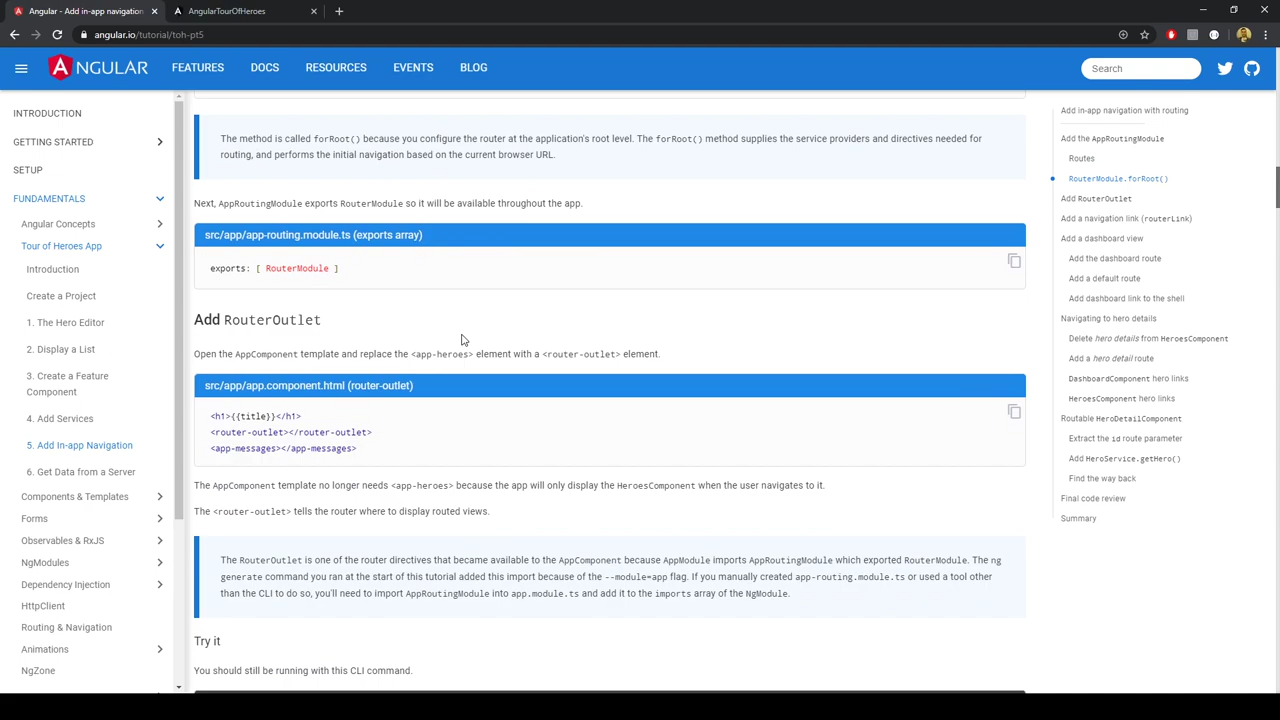 Angular - Add in-app navigation
AngularTourOfHeroes
angular.io/tutorial/toh-pt5
ANGULAR
FEATURES
DOCS
RESOURCES
EVENTS
BLOG
Search
INTRODUCTION
GETTING STARTED
SETUP
FUNDAMENTALS
Angular Concepts
Tour of Heroes App
Introduction
Create a Project
1. The Hero Editor
2. Display a List
3. Create a Feature
Component
4. Add Services
5. Add In-app Navigation
6. Get Data from a Server
Components & Templates
Forms
Observables & RxJS
NgModules
Dependency Injection
HttpClient
Routing & Navigation
Animations
NgZone
The method is called forRoot() because you configure the router at the application's root level. The forRoot() method supplies the service providers and directives needed for
routing, and performs the initial navigation based on the current browser URL.
Next, AppRoutingModule exports RouterModule so it will be available throughout the app.
src/app/app-routing.module.ts (exports array)
exports: [ RouterModule ]
Add RouterOutlet
Open the AppComponent template and replace the <app-heroes> element with a <router-outlet> element.
src/app/app.component.html (router-outlet)
<h1>{{title}}</h1>
<router-outlet></router-outlet>
<app-messages></app-messages>
The AppComponent template no longer needs <app-heroes> because the app will only display the HeroesComponent when the user navigates to it.
The <router-outlet> tells the router where to display routed views.
The RouterOutlet is one of the router directives that became available to the AppComponent because AppModule imports AppRoutingModule which exported RouterModule. The ng
generate command you ran at the start of this tutorial added this import because of the --module=app flag. If you manually created app-routing.module.ts or used a tool other
than the CLI to do so, you'll need to import AppRoutingModule into app.module.ts and add it to the imports array of the NgModule.
Try it
You should still be running with this CLI command.
Add in-app navigation with routing
Add the AppRoutingModule
Routes
RouterModule.forRoot()
Add RouterOutlet
Add a navigation link (routerLink)
Add a dashboard view
Add the dashboard route
Add a default route
Add dashboard link to the shell
Navigating to hero details
Delete hero details from HeroesComponent
Add a hero detail route
DashboardComponent hero links
HeroesComponent hero links
Routable HeroDetailComponent
Extract the id route parameter
Add HeroService.getHero()
Find the way back
Final code review
Summary